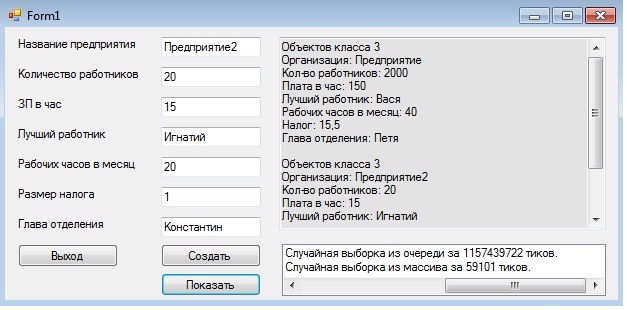 Form1
Название предприятия
Предприятие2
Количество работников
20
ЗП в час
15
Лучший работник
Игнатий
Рабочих часов в месяц
20
Размер налога
1
Глава отделения
Константин
Выход
Создать
Показать
Объектов класса 3
Организация: Предприятие
Кол-во работников: 2000
Плата в час: 150
Лучший работник: Вася
Рабочих часов в месяц: 40
Налог: 15,5
Глава отделения: Петя
Объектов класса 3
Организация: Предприятие2
Кол-во работников: 20
Плата в час: 15
Лучший работник: Игнатий
Случайная выборка из очереди за 1157439722 тиков.
Случайная выборка из массива за 59101 тиков.